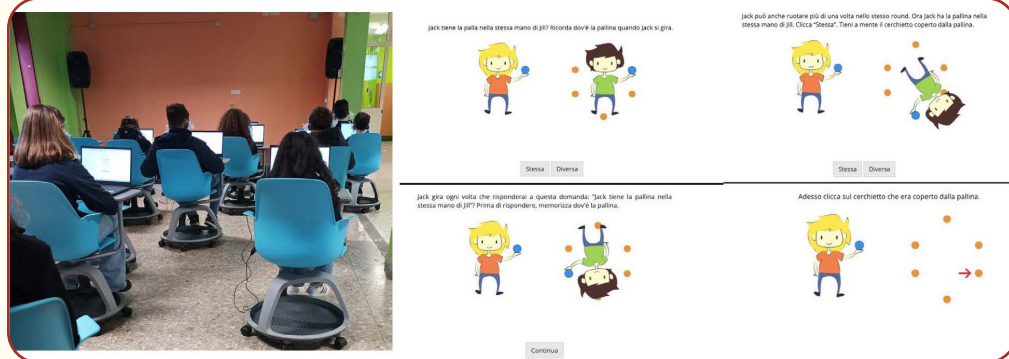 Jack tiene la palla nella stessa mano di Jill? Ricorda dov'è la pallina quando Jack si gira.
Stessa Diversa
Jack può anche ruotare più di una volta nello stesso round. Ora Jack ha la pallina nella
stessa mano di Jill. Clicca "Stessa". Tieni a mente il cerchietto coperto dalla pallina.
Stessa Diversa
Jack gira ogni volta che risponderai a questa domanda: "Jack tiene la pallina nella
stessa mano di Jill"? Prima di rispondere, memorizza dov'è la pallina.
Continua
Adesso clicca sul cerchietto che era coperto dalla pallina.